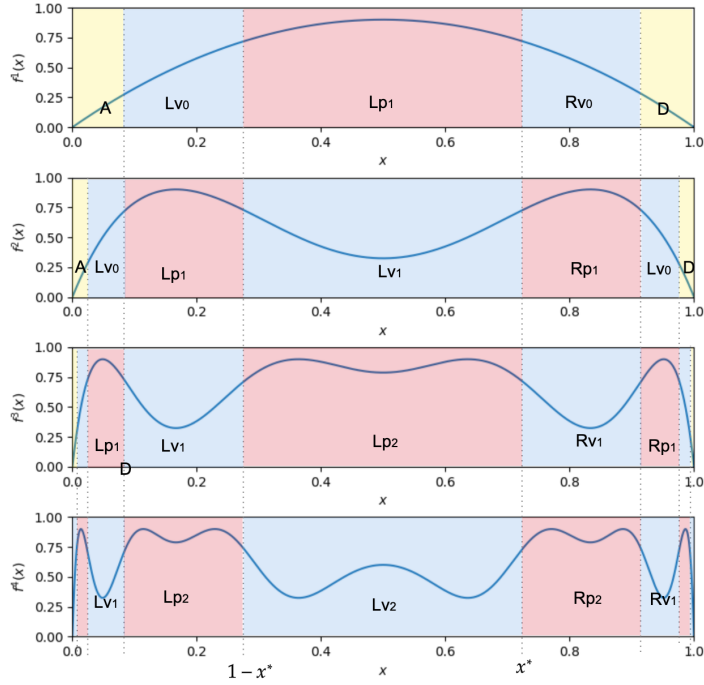 1.00
0.75
0.50
0.25
0.00
f¹(x)
A Lv₀ Lp₁ Rv₀ D
0.0 0.2 0.4 0.6 0.8 1.0
x
1.00
0.75
0.50
0.25
0.00
f²(x)
A Lv₀ Lp₁ Lv₁ Rp₁ Lv₀ D
0.0 0.2 0.4 0.6 0.8 1.0
x
1.00
0.75
0.50
0.25
0.00
f³(x)
Lp₁ Lv₁ Lp₂ Rv₁ Rp₁
D
0.0 0.2 0.4 0.6 0.8 1.0
x
1.00
0.75
0.50
0.25
0.00
f⁴(x)
Lv₁ Lp₂ Lv₂ Rp₂ Rv₁
0.0 0.2 0.4 0.6 0.8 1.0
1 − x* x x*